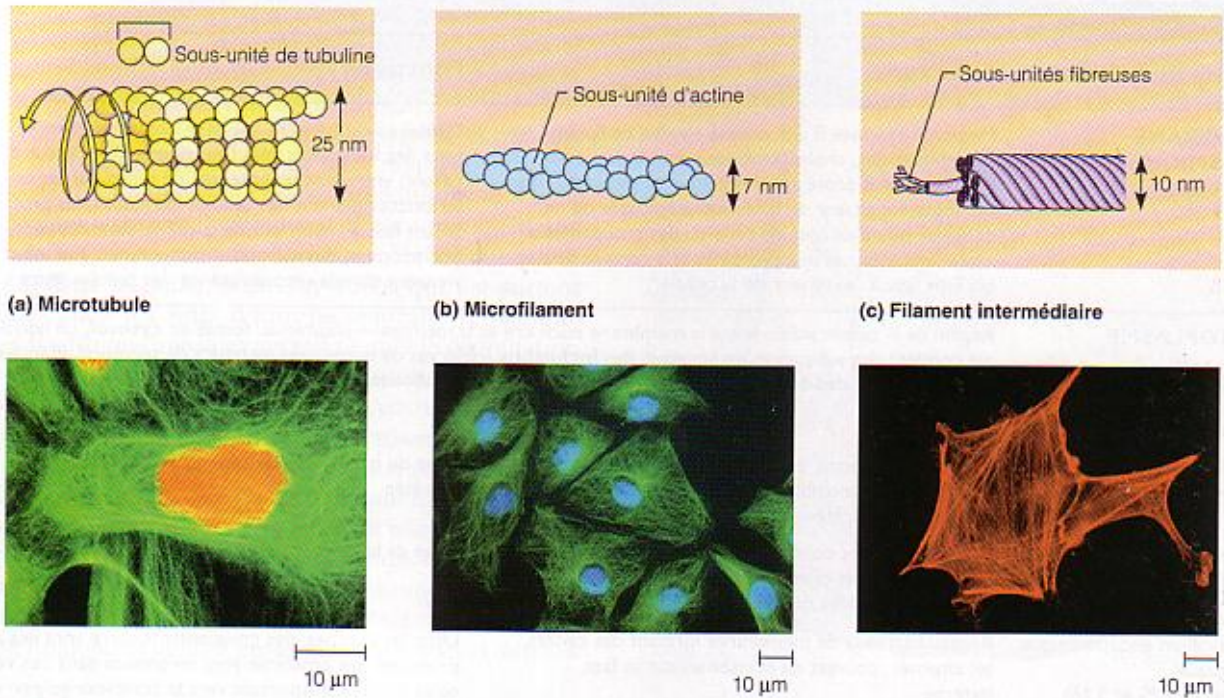 Sous-unité de tubuline
25 nm
Sous-unité d'actine
7 nm
Sous-unités fibreuses
10 nm
(a) Microtubule
(b) Microfilament
(c) Filament intermédiaire
10 µm
10 µm
10 µm